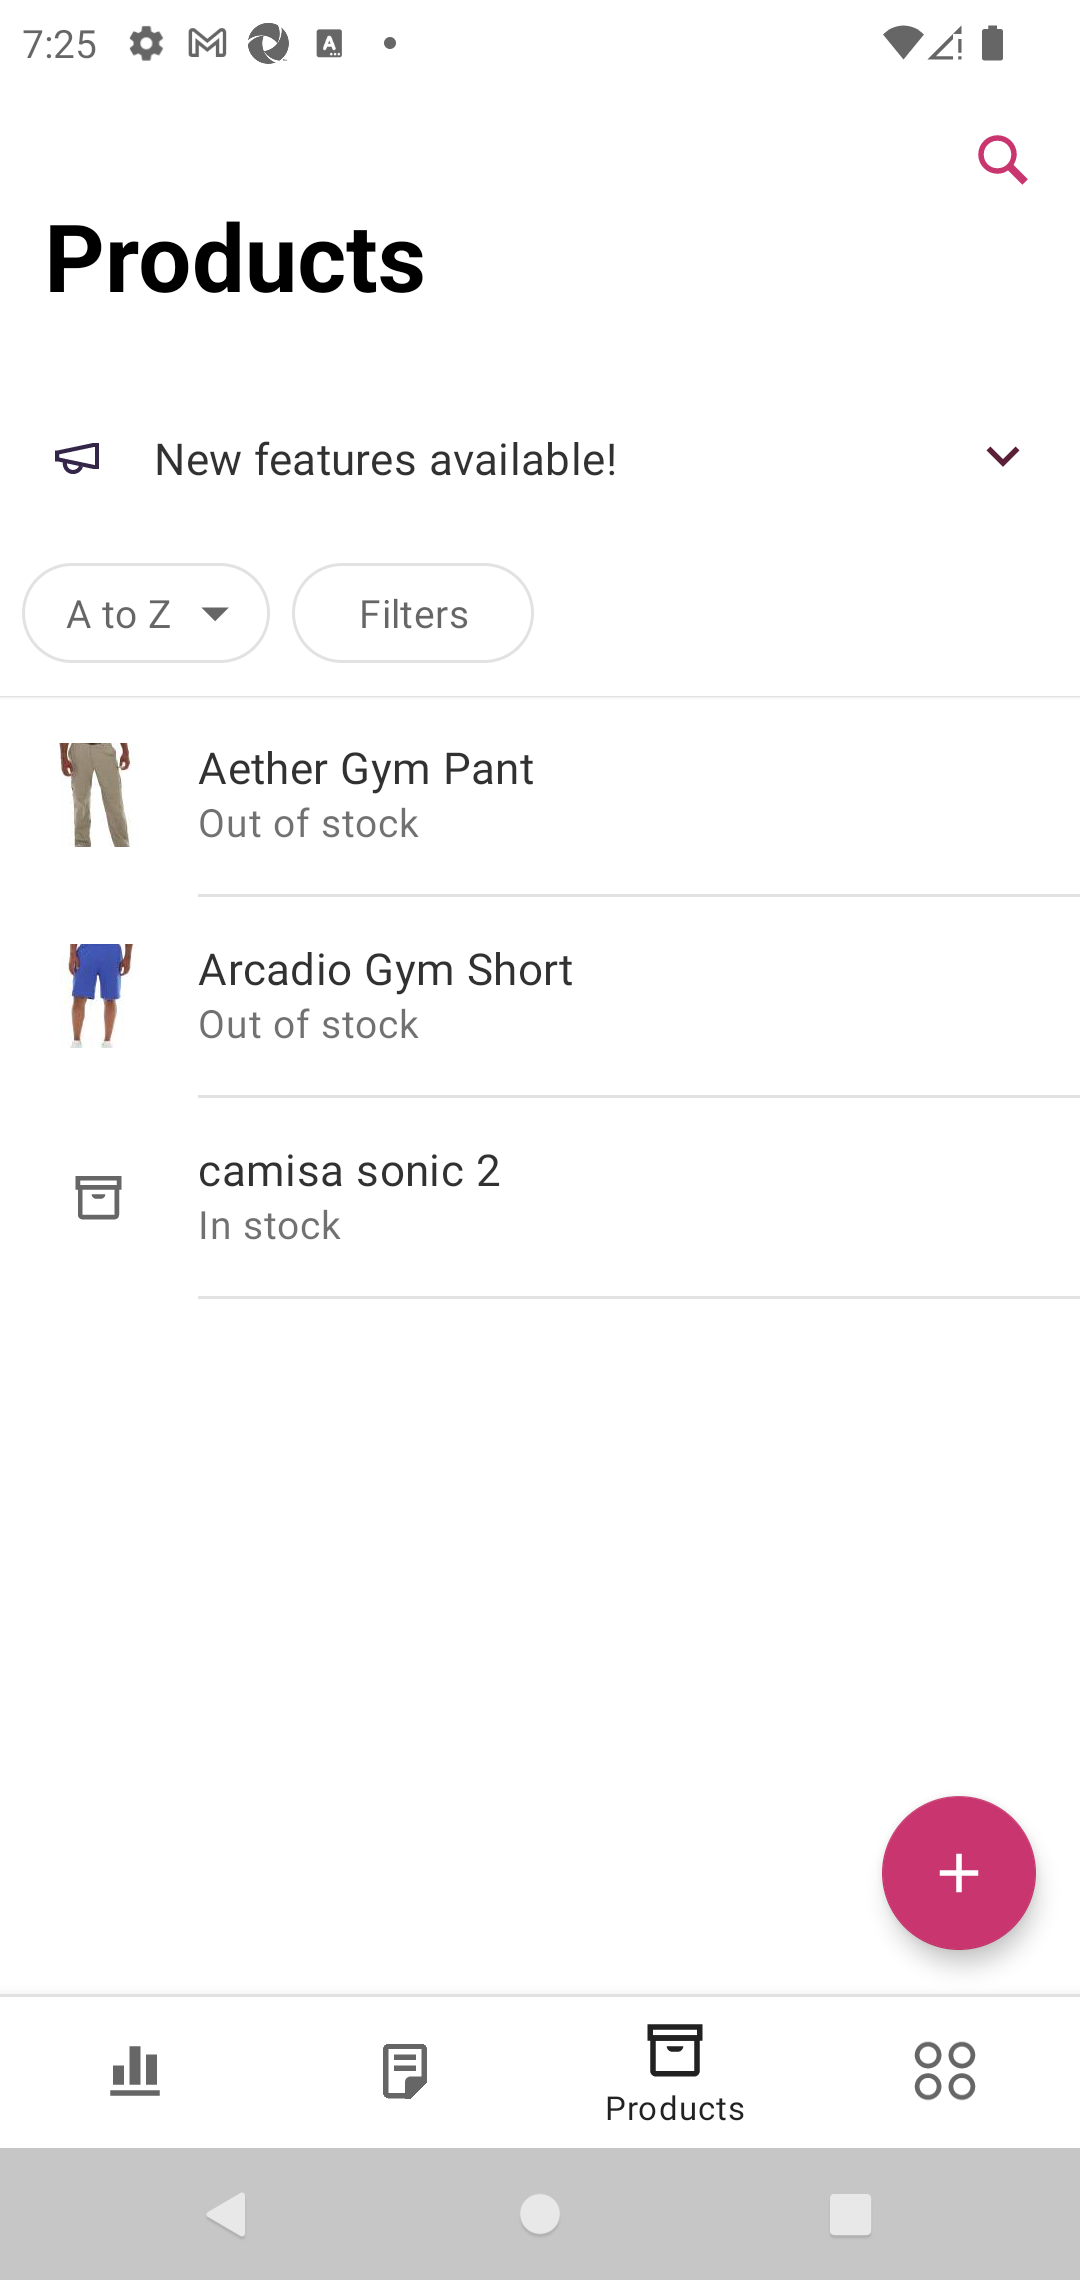 7:25
Products
New features available!
A to Z
Filters
Aether Gym Pant
Out of stock
Arcadio Gym Short
Out of stock
camisa sonic 2
In stock
Products